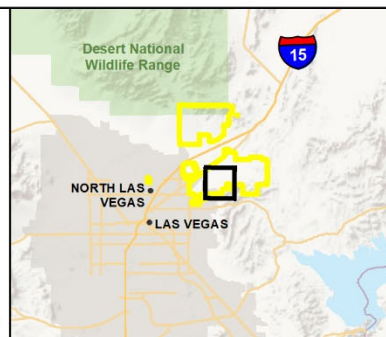 Desert National
Wildlife Range
15
NORTH LAS
VEGAS
LAS VEGAS